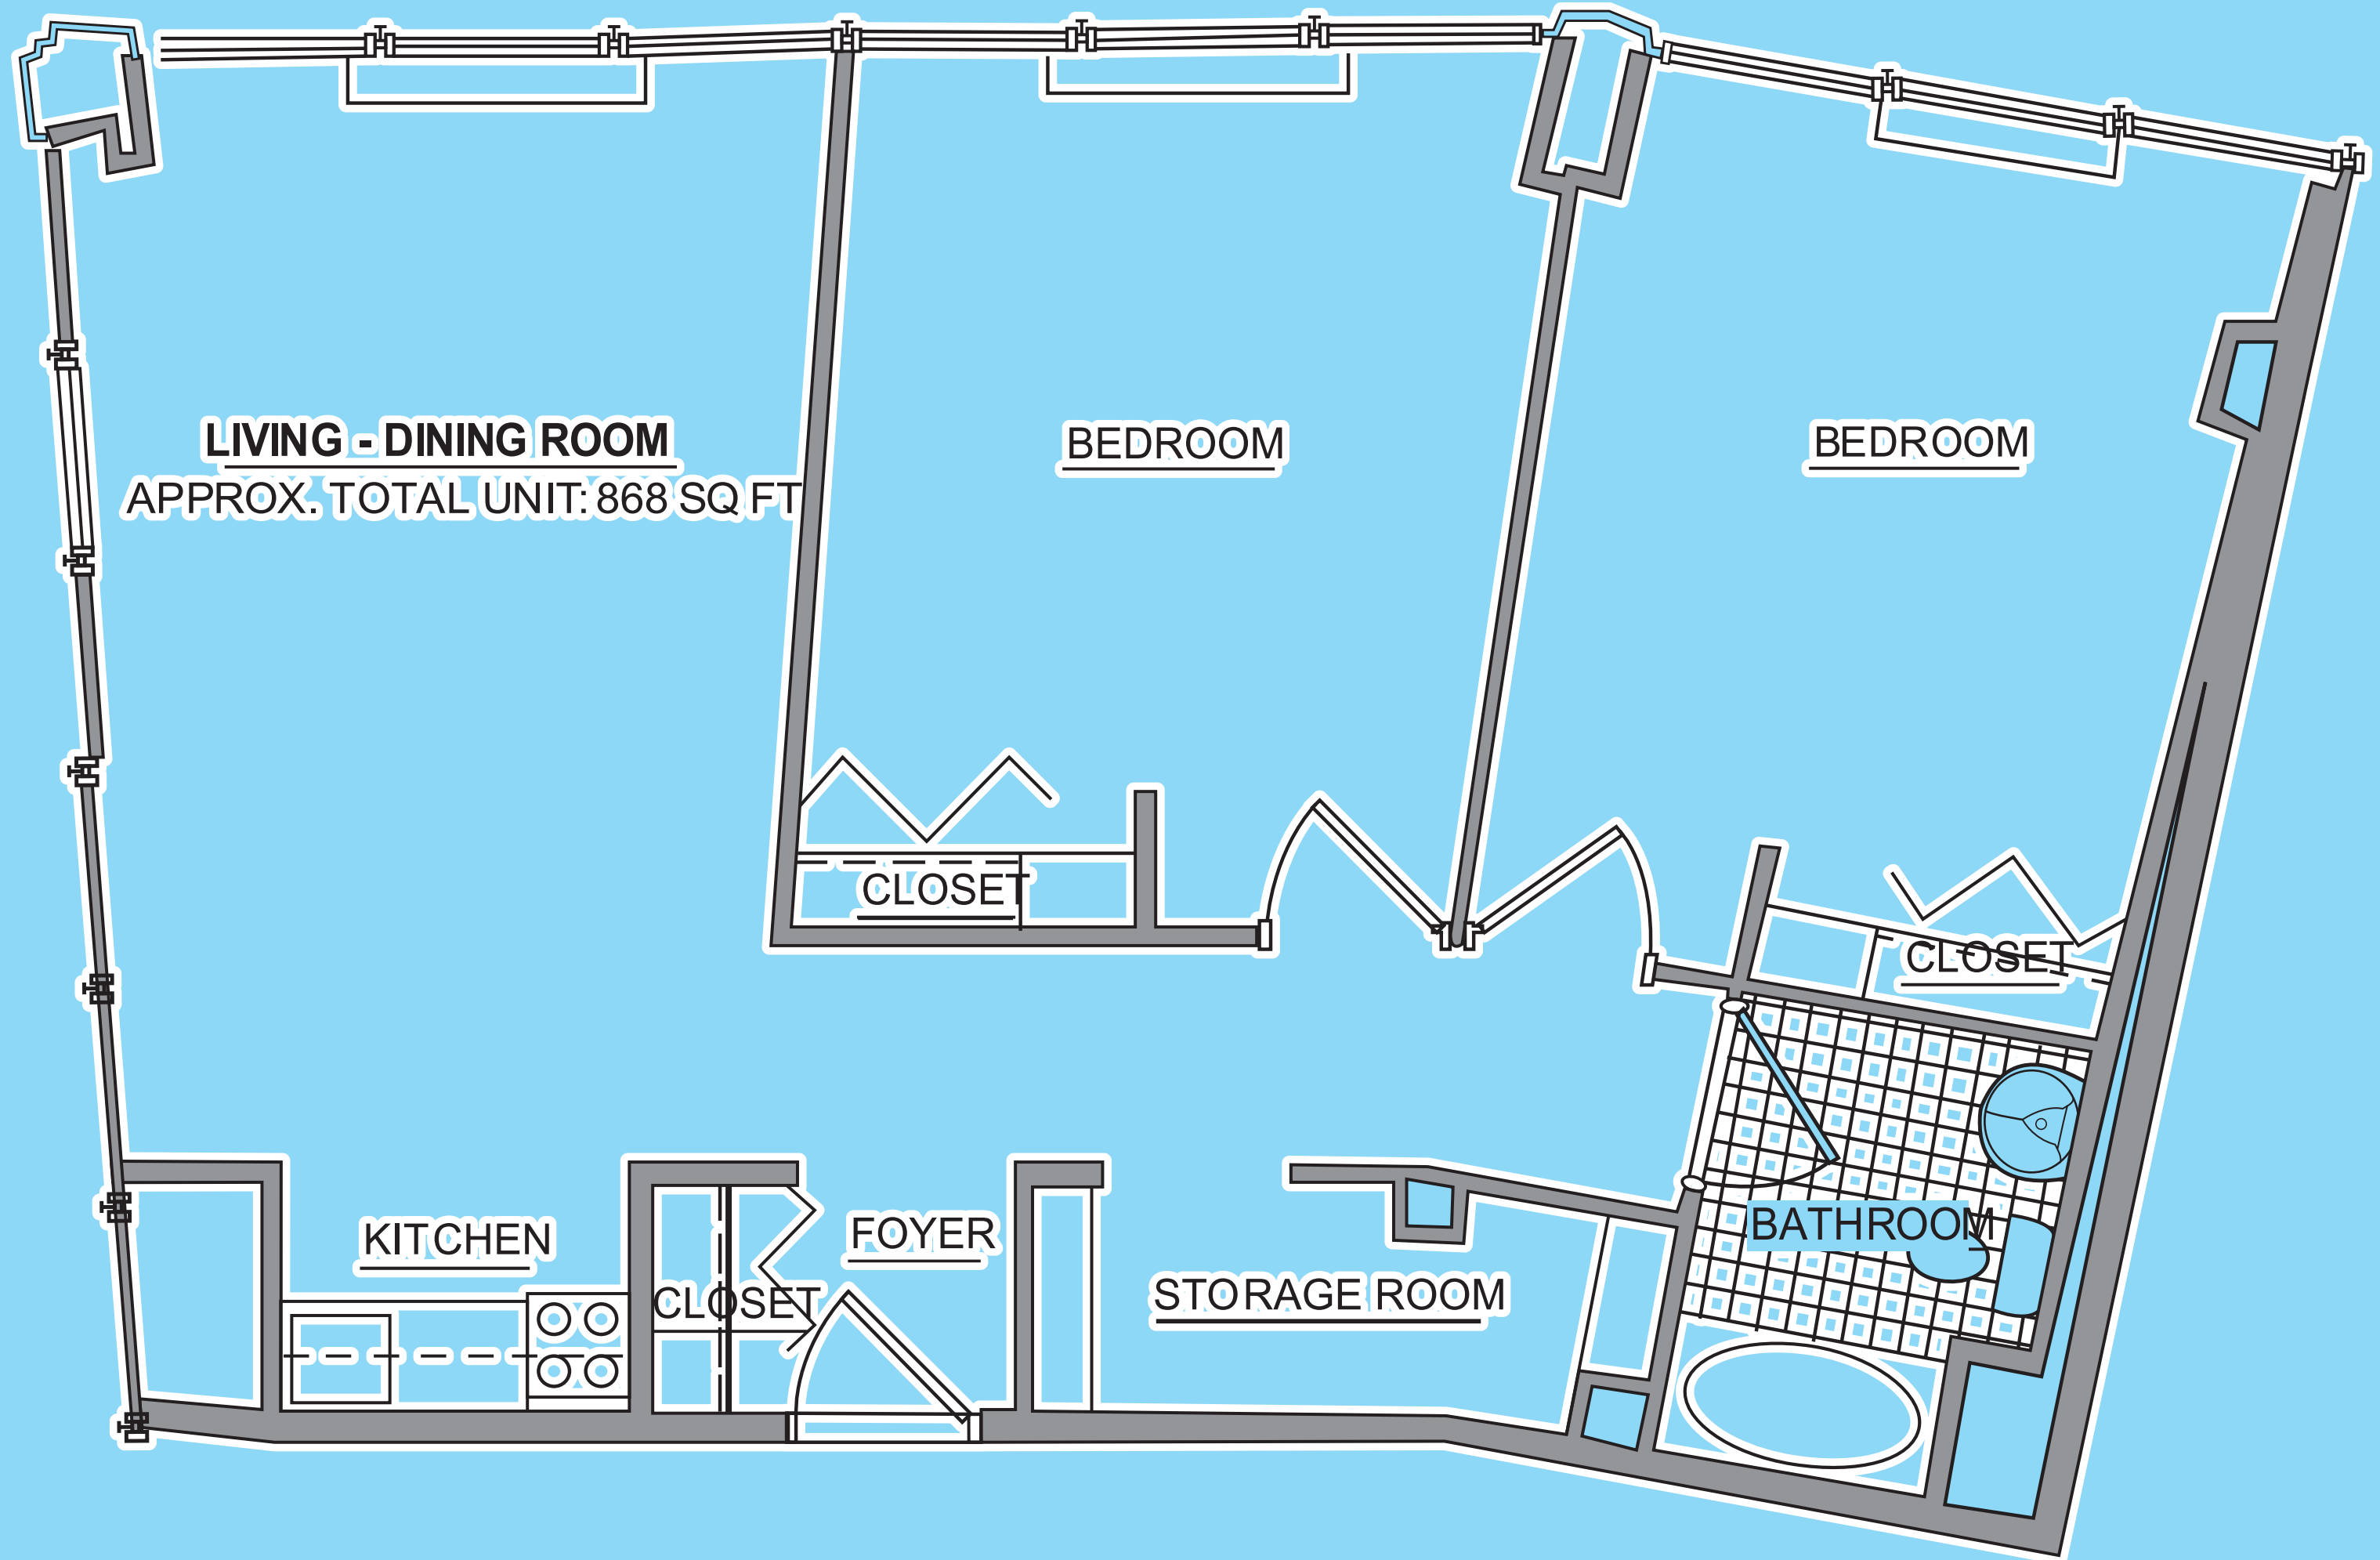 LIVING - DINING ROOM
APPROX. TOTAL UNIT: 868 SQ FT
BEDROOM
BEDROOM
CLOSET
CLOSET
KITCHEN
CLOSET
FOYER
STORAGE ROOM
BATHROOM